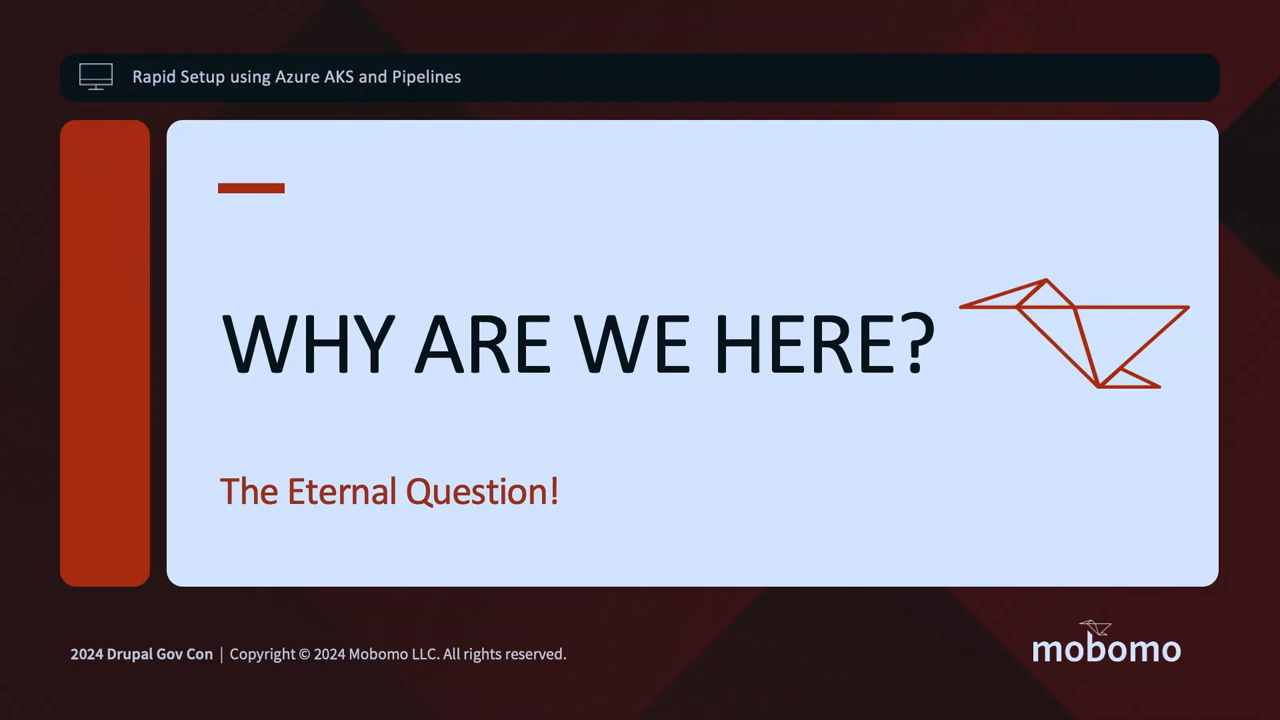 Rapid Setup using Azure AKS and Pipelines
WHY ARE WE HERE?
The Eternal Question!
2024 Drupal Gov Con | Copyright © 2024 Mobomo LLC. All rights reserved.
mobomo